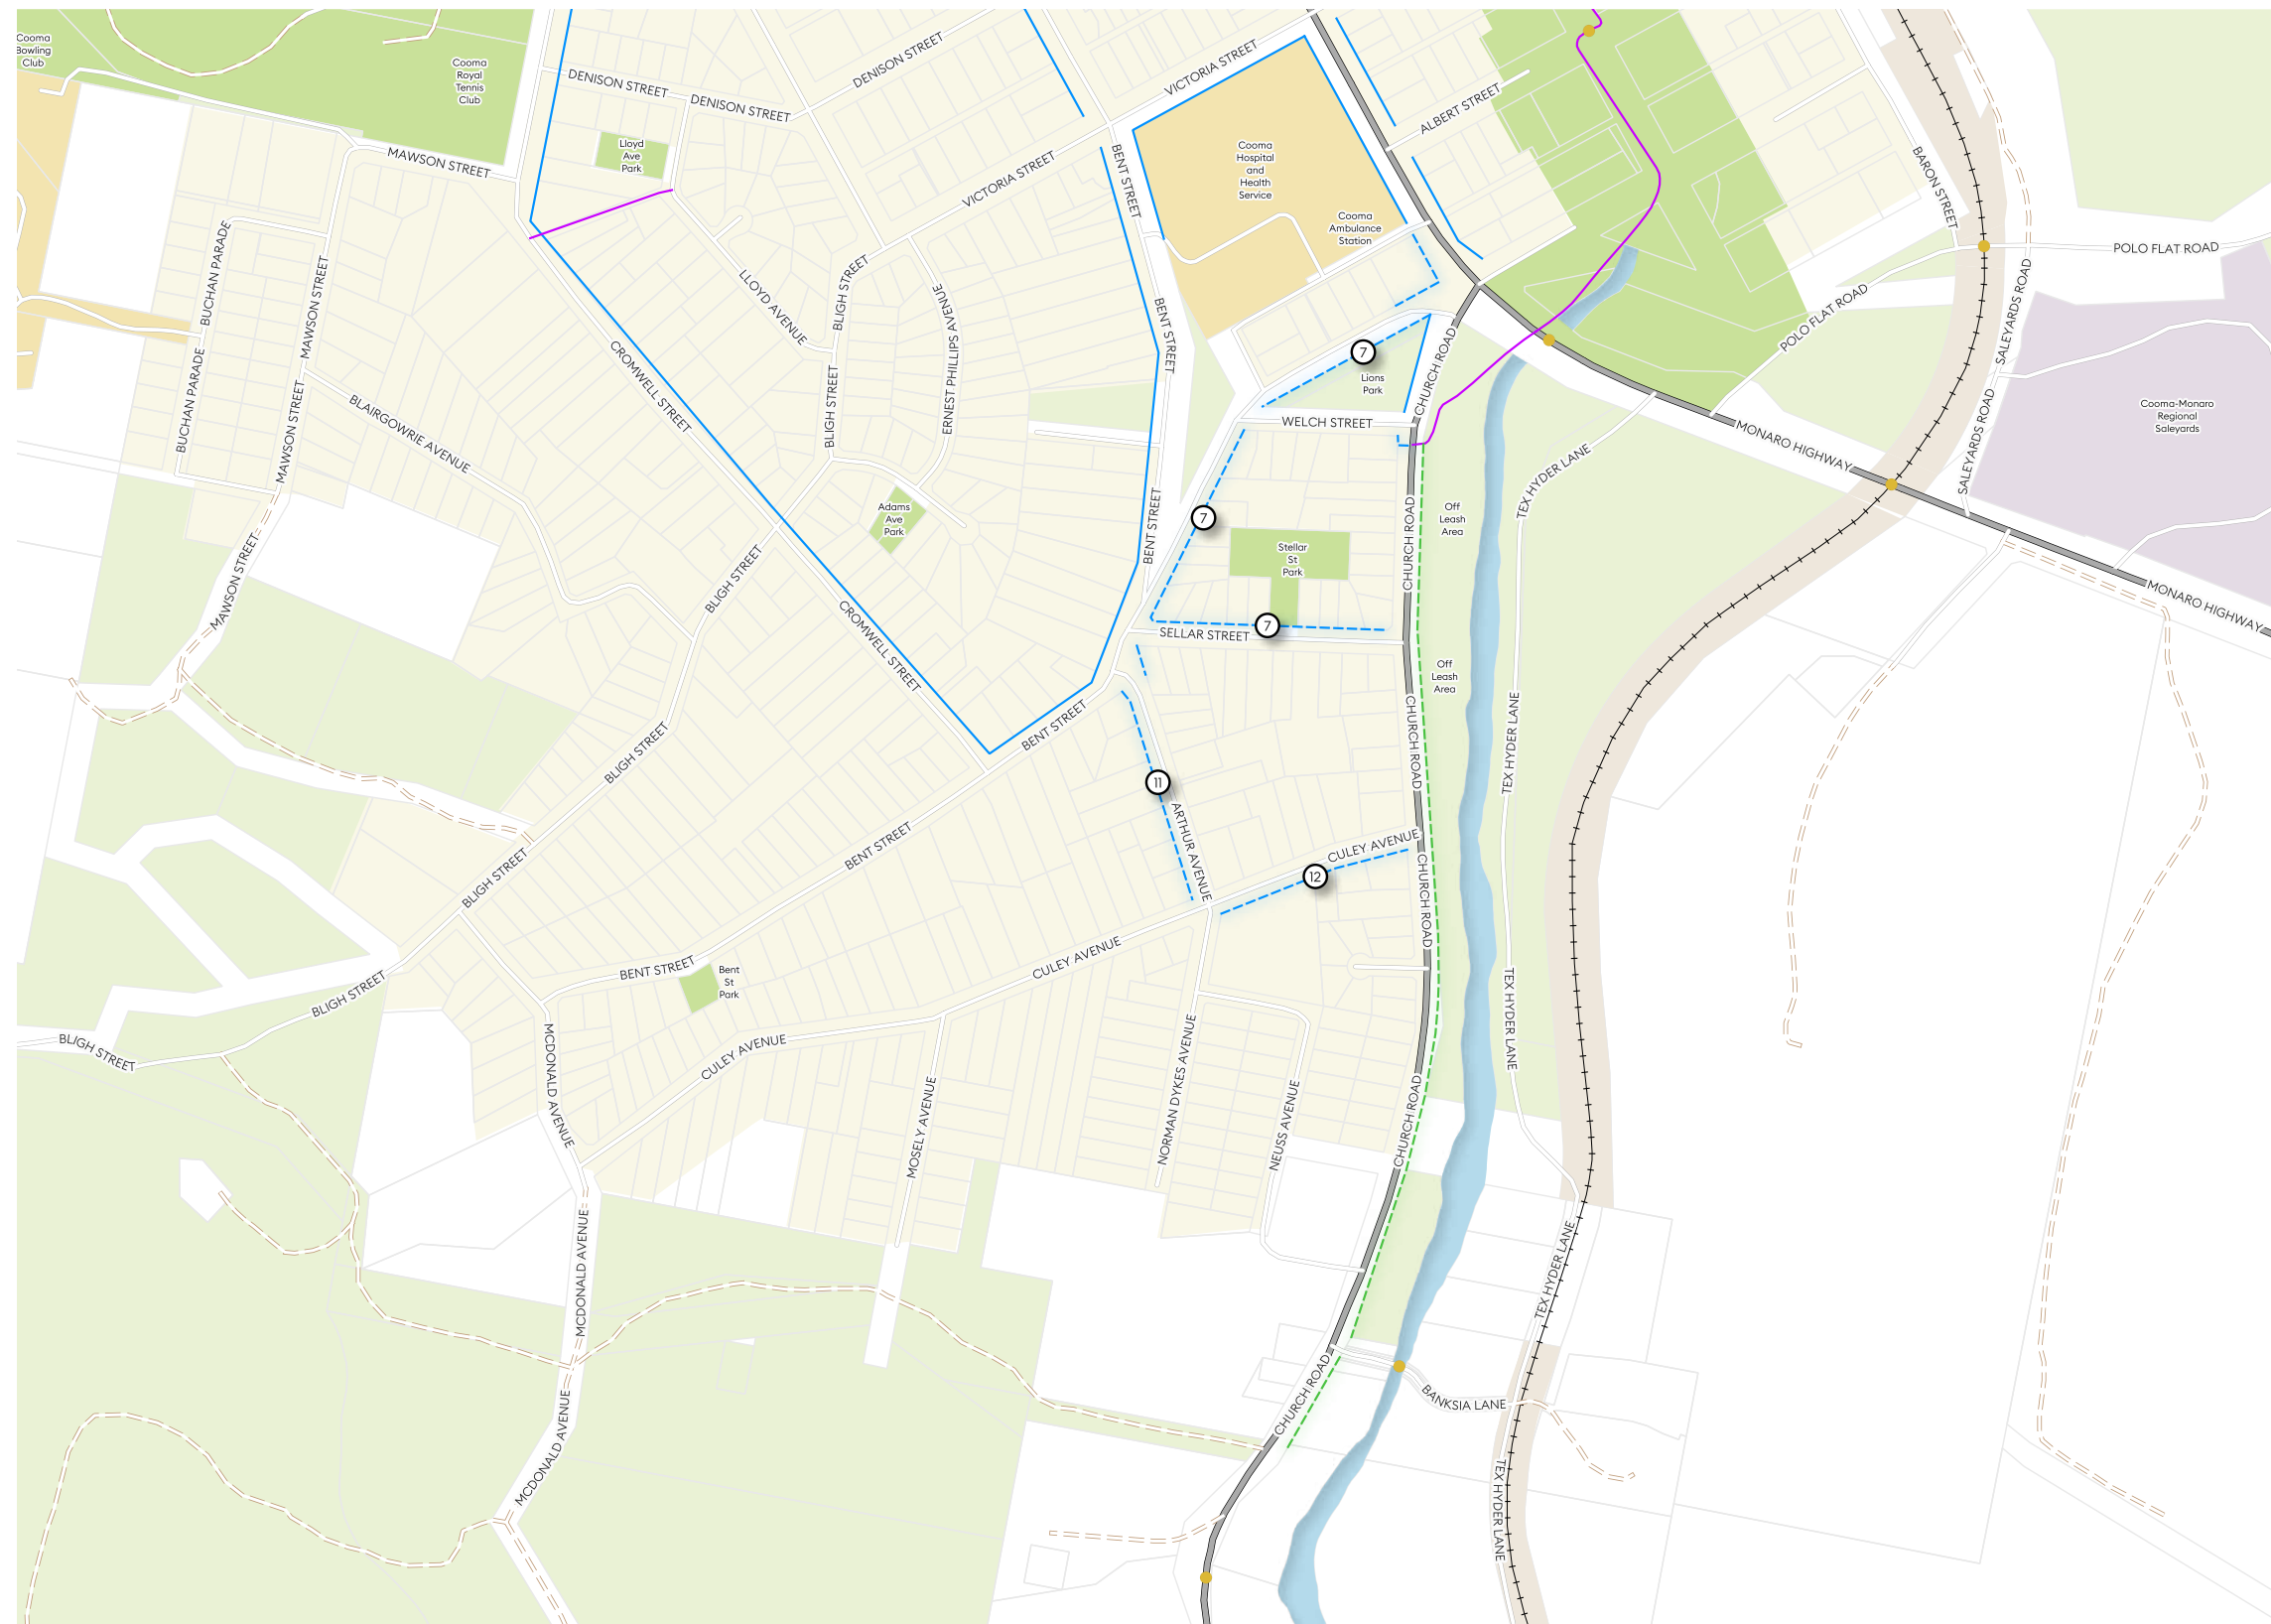 Cooma
Bowling
Club
Cooma
Royal
Tennis
Club
DENISON STREET
DENISON STREET
DENISON STREET
VICTORIA STREET
ALBERT STREET
Lloyd
Ave
Park
MAWSON STREET
VICTORIA STREET
BENT STREET
Cooma
Hospital
and
Health
Service
Cooma
Ambulance
Station
BARON STREET
POLO FLAT ROAD
POLO FLAT ROAD
SALEYARDS ROAD
SALEYARDS ROAD
BUCHAN PARADE
MAWSON STREET
LLOYD AVENUE
BLIGH STREET
ERNEST PHILLIPS AVENUE
BENT STREET
7
Lions
Park
CHURCH ROAD
WELCH STREET
BUCHAN PARADE
MAWSON STREET
BLAIRGOWRIE AVENUE
CROMWELL STREET
BLIGH STREET
Cooma-Monaro
Regional
Saleyards
MONARO HIGHWAY
TEX HYDER LANE
Adams
Ave
Park
BENT STREET
7
Stellar
St
Park
CHURCH ROAD
Off
Leash
Area
MAWSON STREET
BLIGH STREET
CROMWELL STREET
7
SELLAR STREET
MONARO HIGHWAY
Off
Leash
Area
BLIGH STREET
BENT STREET
CHURCH ROAD
TEX HYDER LANE
11
ARTHUR AVENUE
BENT STREET
CULEY AVENUE
12
CHURCH ROAD
BLIGH STREET
BLIGH STREET
BENT STREET
Bent
St
Park
CULEY AVENUE
TEX HYDER LANE
BLIGH STREET
MCDONALD AVENUE
CULEY AVENUE
MOSELY AVENUE
NORMAN DYKES AVENUE
NEUSS AVENUE
CHURCH ROAD
MCDONALD AVENUE
TEX HYDER LANE
CHURCH ROAD
BANKSIA LANE
MCDONALD AVENUE
TEX HYDER LANE